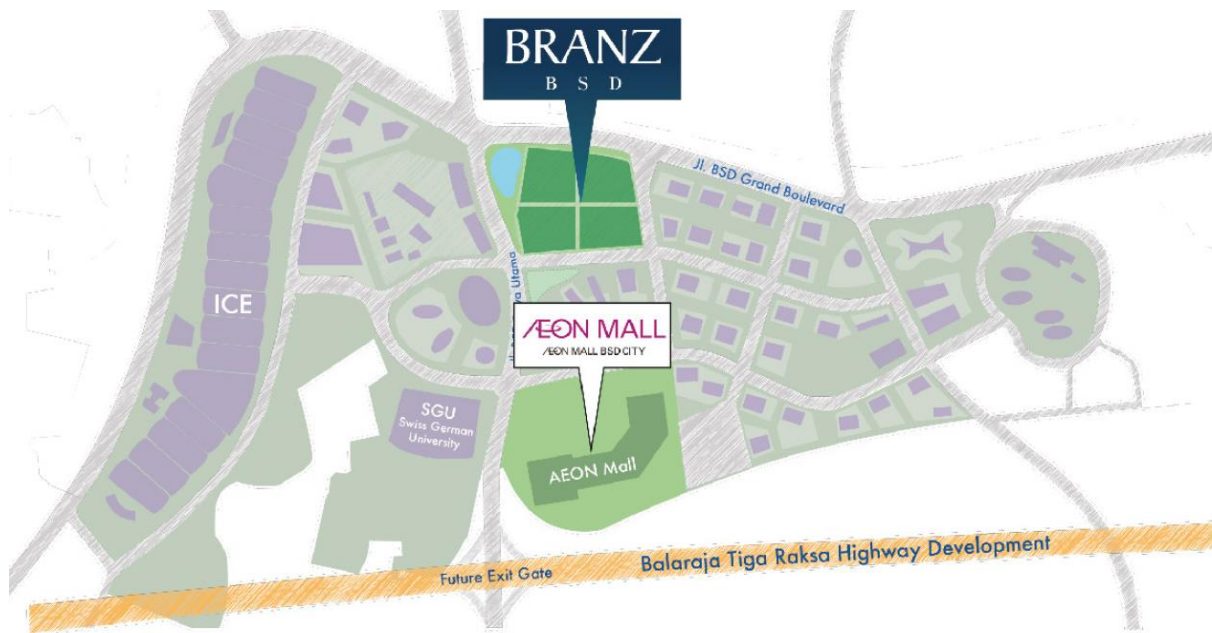 BRANZ
B S D
Jl. BSD Grand Boulevard
Utama
ICE
ÆON MALL
ÆON MALL BSD CITY
SGU
Swiss German
University
AEON Mall
Future Exit Gate
Balaraja Tiga Raksa Highway Development